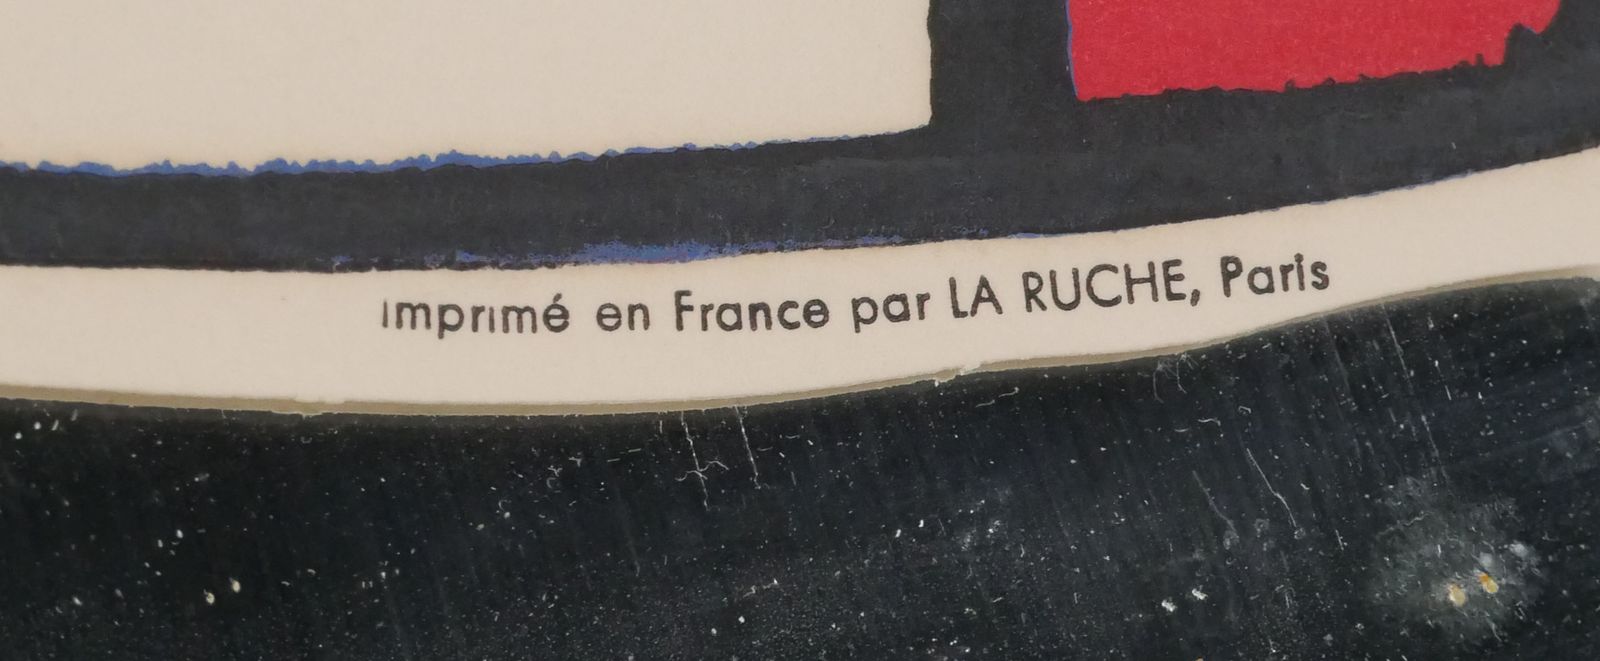 imprimé en France par LA RUCHE, Paris